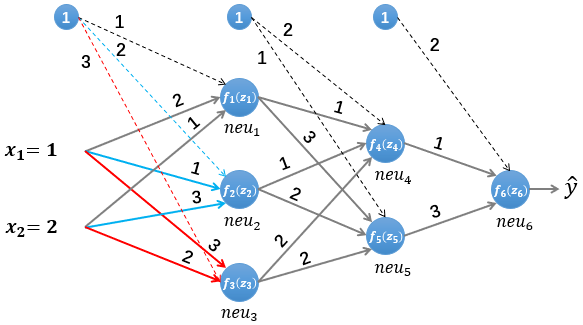 1 1 1
1 2 2
2 1 2
3
2 f₁(z₁) 1
1 neu₁ 3
x₁= 1 f₄(z₄) 1
1 f₂(z₂) 1 neu₄ f₆(z₆) ŷ
3 neu₂ 2 neu₆
x₂= 2 3
3 2 f₅(z₅)
2 f₃(z₃) 2 neu₅
neu₃